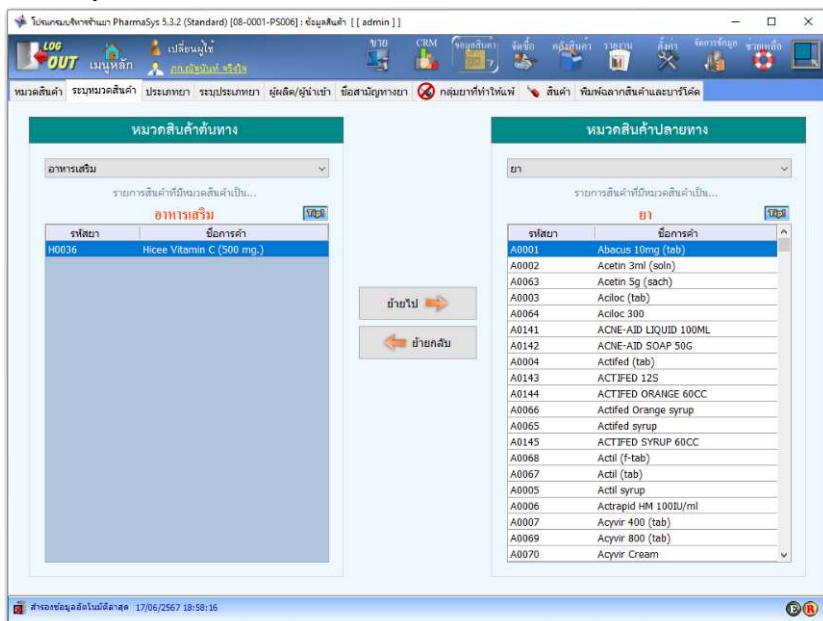 โปรแกรมบริหารร้านยา PharmaSys 5.3.2 (Standard) [08-0001-PS006] : ข้อมูลสินค้า [ [ admin ] ]
LOG OUT เมนูหลัก เปลี่ยนผู้ใช้ ขาย CRM ข้อมูลสินค้า จัดซื้อ คลังสินค้า รายงาน ตั้งค่า จัดการข้อมูล ช่วยเหลือ
หมวดสินค้า ระบุหมวดสินค้า ประเภทยา ระบุประเภทยา ผู้ผลิต/ผู้นำเข้า ชื่อสามัญทางยา กลุ่มยาที่ทำให้แพ้ สินค้า พิมพ์ฉลากสินค้าและบาร์โค้ด
หมวดสินค้าต้นทาง
อาหารเสริม
รายการสินค้าที่มีหมวดสินค้าเป็น...
อาหารเสริม Tip!
รหัสยา ชื่อการค้า
H0036 Hicee Vitamin C (500 mg.)
ย้ายไป
ย้ายกลับ
หมวดสินค้าปลายทาง
ยา
รายการสินค้าที่มีหมวดสินค้าเป็น...
ยา Tip!
รหัสยา ชื่อการค้า
A0001 Abacus 10mg (tab)
A0002 Acetin 3ml (soln)
A0063 Acetin 5g (sach)
A0003 Aciloc (tab)
A0064 Aciloc 300
A0141 ACNE-AID LIQUID 100ML
A0142 ACNE-AID SOAP 50G
A0004 Actifed (tab)
A0143 ACTIFED 12S
A0144 ACTIFED ORANGE 60CC
A0066 Actifed Orange syrup
A0065 Actifed syrup
A0145 ACTIFED SYRUP 60CC
A0068 Actil (f-tab)
A0067 Actil (tab)
A0005 Actil syrup
A0006 Actrapid HM 100IU/ml
A0007 Acyvir 400 (tab)
A0069 Acyvir 800 (tab)
A0070 Acyvir Cream
สำรองข้อมูลอัตโนมัติล่าสุด 17/06/2567 18:58:16 E R